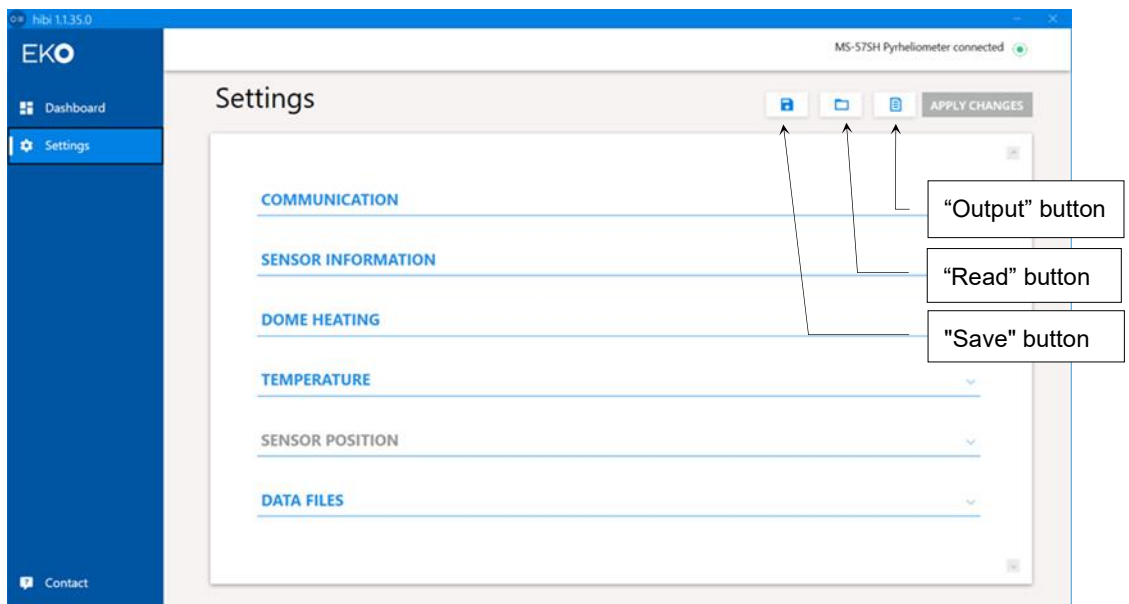 hibi 1.1.35.0
EKO
MS-57SH Pyrheliometer connected
Dashboard
Settings
Settings
APPLY CHANGES
COMMUNICATION
“Output” button
SENSOR INFORMATION
“Read” button
DOME HEATING
"Save" button
TEMPERATURE
SENSOR POSITION
DATA FILES
Contact